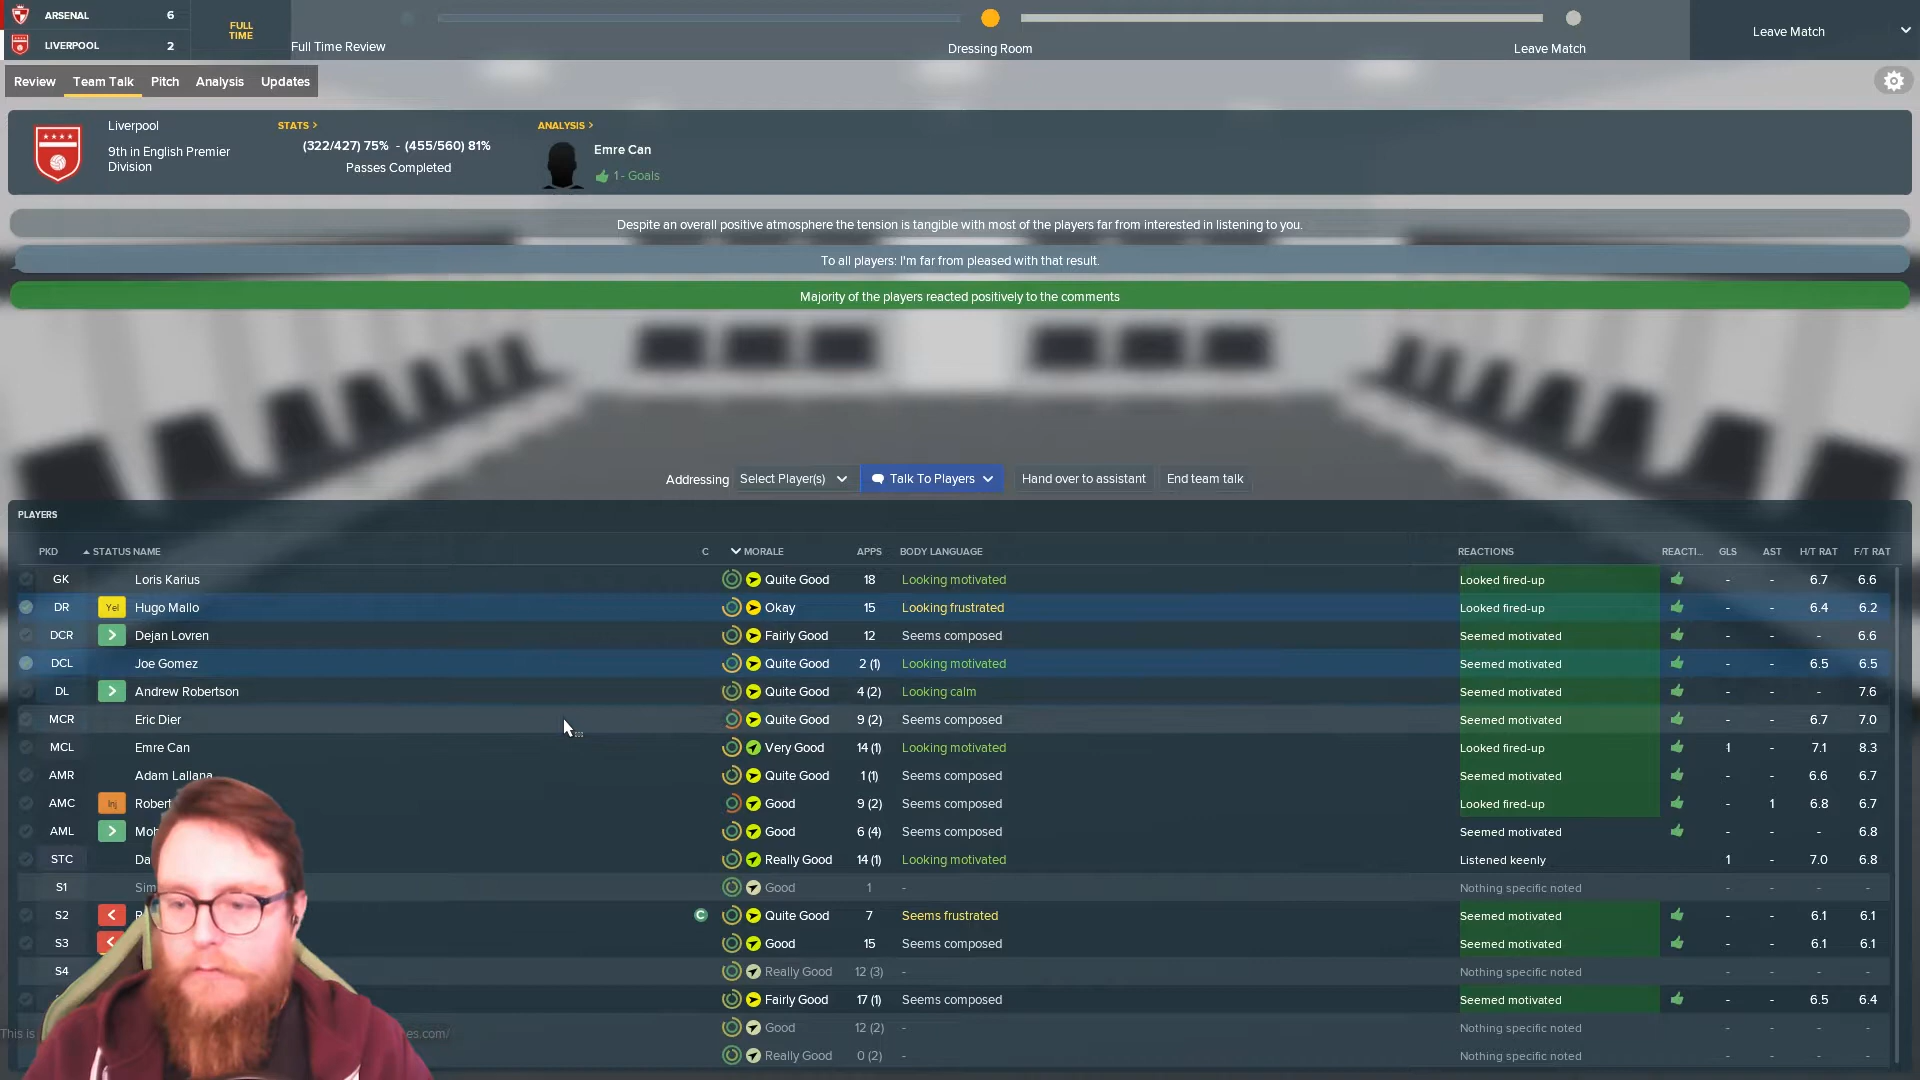 ARSENAL 6
LIVERPOOL 2
FULL TIME
Full Time Review
Dressing Room
Leave Match
Leave Match
Review Team Talk Pitch Analysis Updates
Liverpool
9th in English Premier
Division
STATS >
(322/427) 75% - (455/560) 81%
Passes Completed
ANALYSIS >
Emre Can
1 - Goals
Despite an overall positive atmosphere the tension is tangible with most of the players far from interested in listening to you.
To all players: I'm far from pleased with that result.
Majority of the players reacted positively to the comments
Addressing Select Player(s) Talk To Players Hand over to assistant End team talk
PLAYERS
PKD STATUS NAME C MORALE APPS BODY LANGUAGE REACTIONS REACTI... GLS AST H/T RAT F/T RAT
GK Loris Karius Quite Good 18 Looking motivated Looked fired-up - - 6.7 6.6
DR Yel Hugo Mallo Okay 15 Looking frustrated Looked fired-up - - 6.4 6.2
DCR Dejan Lovren Fairly Good 12 Seems composed Seemed motivated - - - 6.6
DCL Joe Gomez Quite Good 2 (1) Looking motivated Seemed motivated - - 6.5 6.5
DL Andrew Robertson Quite Good 4 (2) Looking calm Seemed motivated - - - 7.6
MCR Eric Dier Quite Good 9 (2) Seems composed Seemed motivated - - 6.7 7.0
MCL Emre Can Very Good 14 (1) Looking motivated Looked fired-up 1 - 7.1 8.3
AMR Adam Lallana Quite Good 1 (1) Seems composed Seemed motivated - - 6.6 6.7
AMC Inj Robert Good 9 (2) Seems composed Looked fired-up - 1 6.8 6.7
AML Moh Good 6 (4) Seems composed Seemed motivated - - - 6.8
STC Da Really Good 14 (1) Looking motivated Listened keenly 1 - 7.0 6.8
S1 Sim Good 1 - Nothing specific noted - - - -
S2 C Quite Good 7 Seems frustrated Seemed motivated - - 6.1 6.1
S3 Good 15 Seems composed Seemed motivated - - 6.1 6.1
S4 Really Good 12 (3) - Nothing specific noted - - - -
Fairly Good 17 (1) Seems composed Seemed motivated - - 6.5 6.4
Good 12 (2) - Nothing specific noted - - - -
Really Good 0 (2) - Nothing specific noted - - - -
This is es.com/